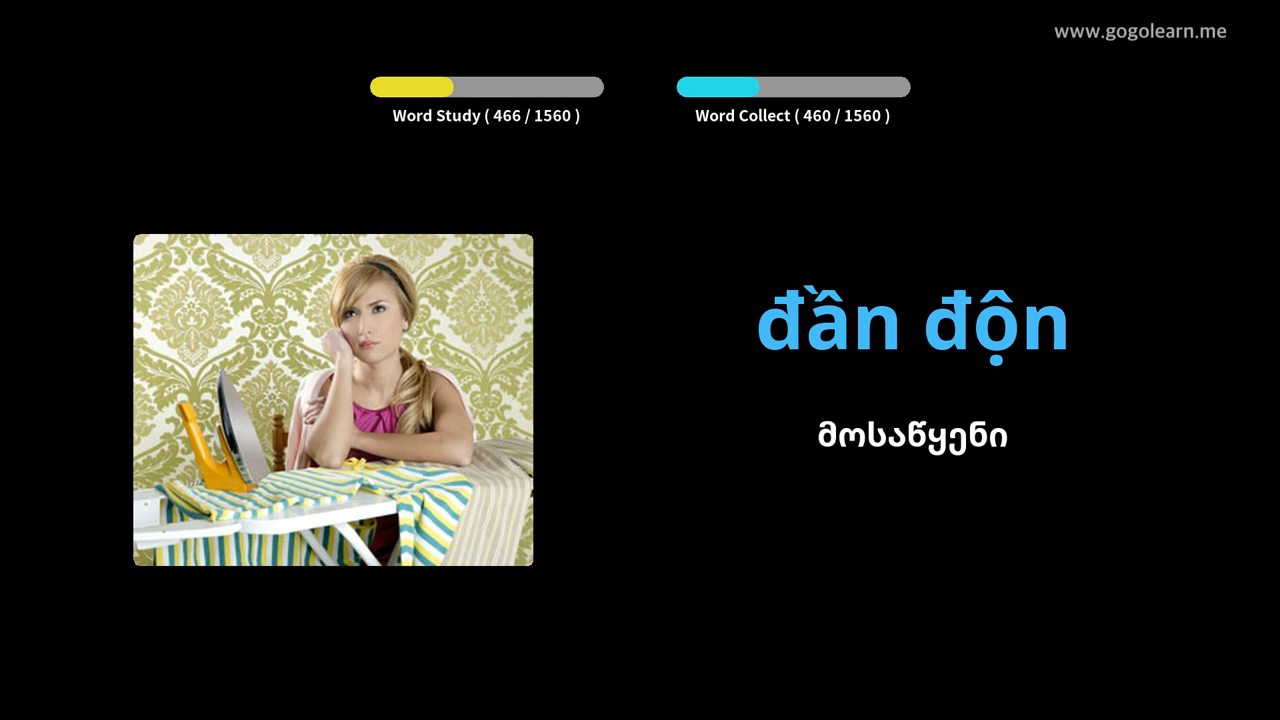 www.gogolearn.me
Word Study ( 466 / 1560 )
Word Collect ( 460 / 1560 )
đần độn
მოსაწყენი